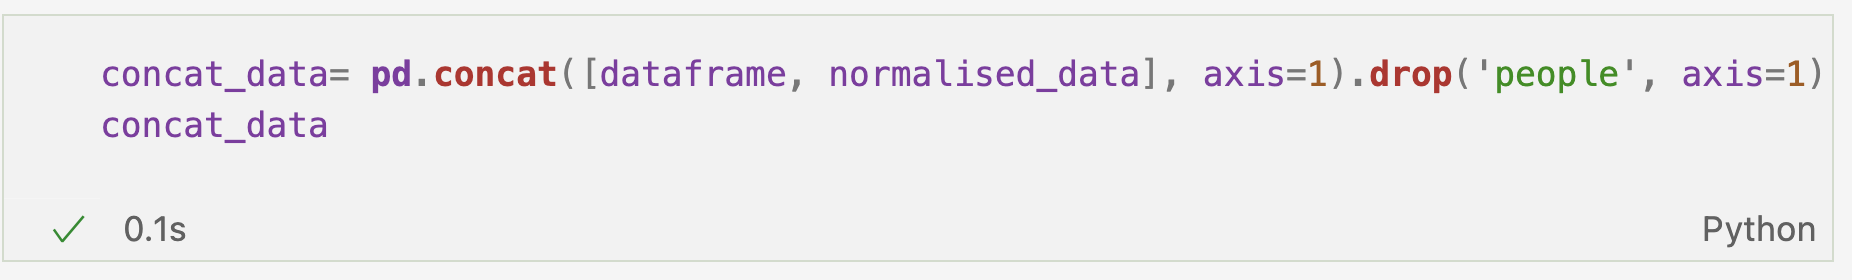 concat_data= pd.concat([dataframe, normalised_data], axis=1).drop('people', axis=1)
concat_data
0.1s
Python